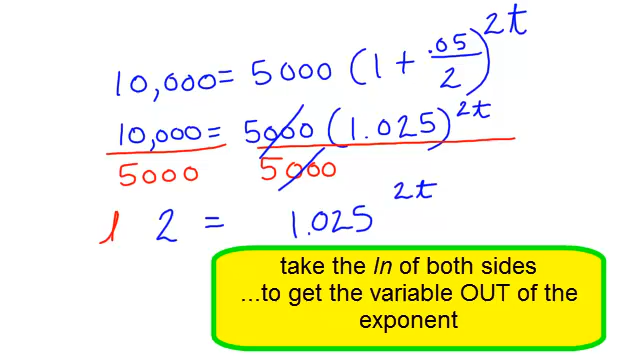 10,000 = 5000 (1 + .05/2)^2t
10,000 = 5000 (1.025)^2t
5000 5000
l 2 = 1.025^2t
take the ln of both sides
...to get the variable OUT of the
exponent